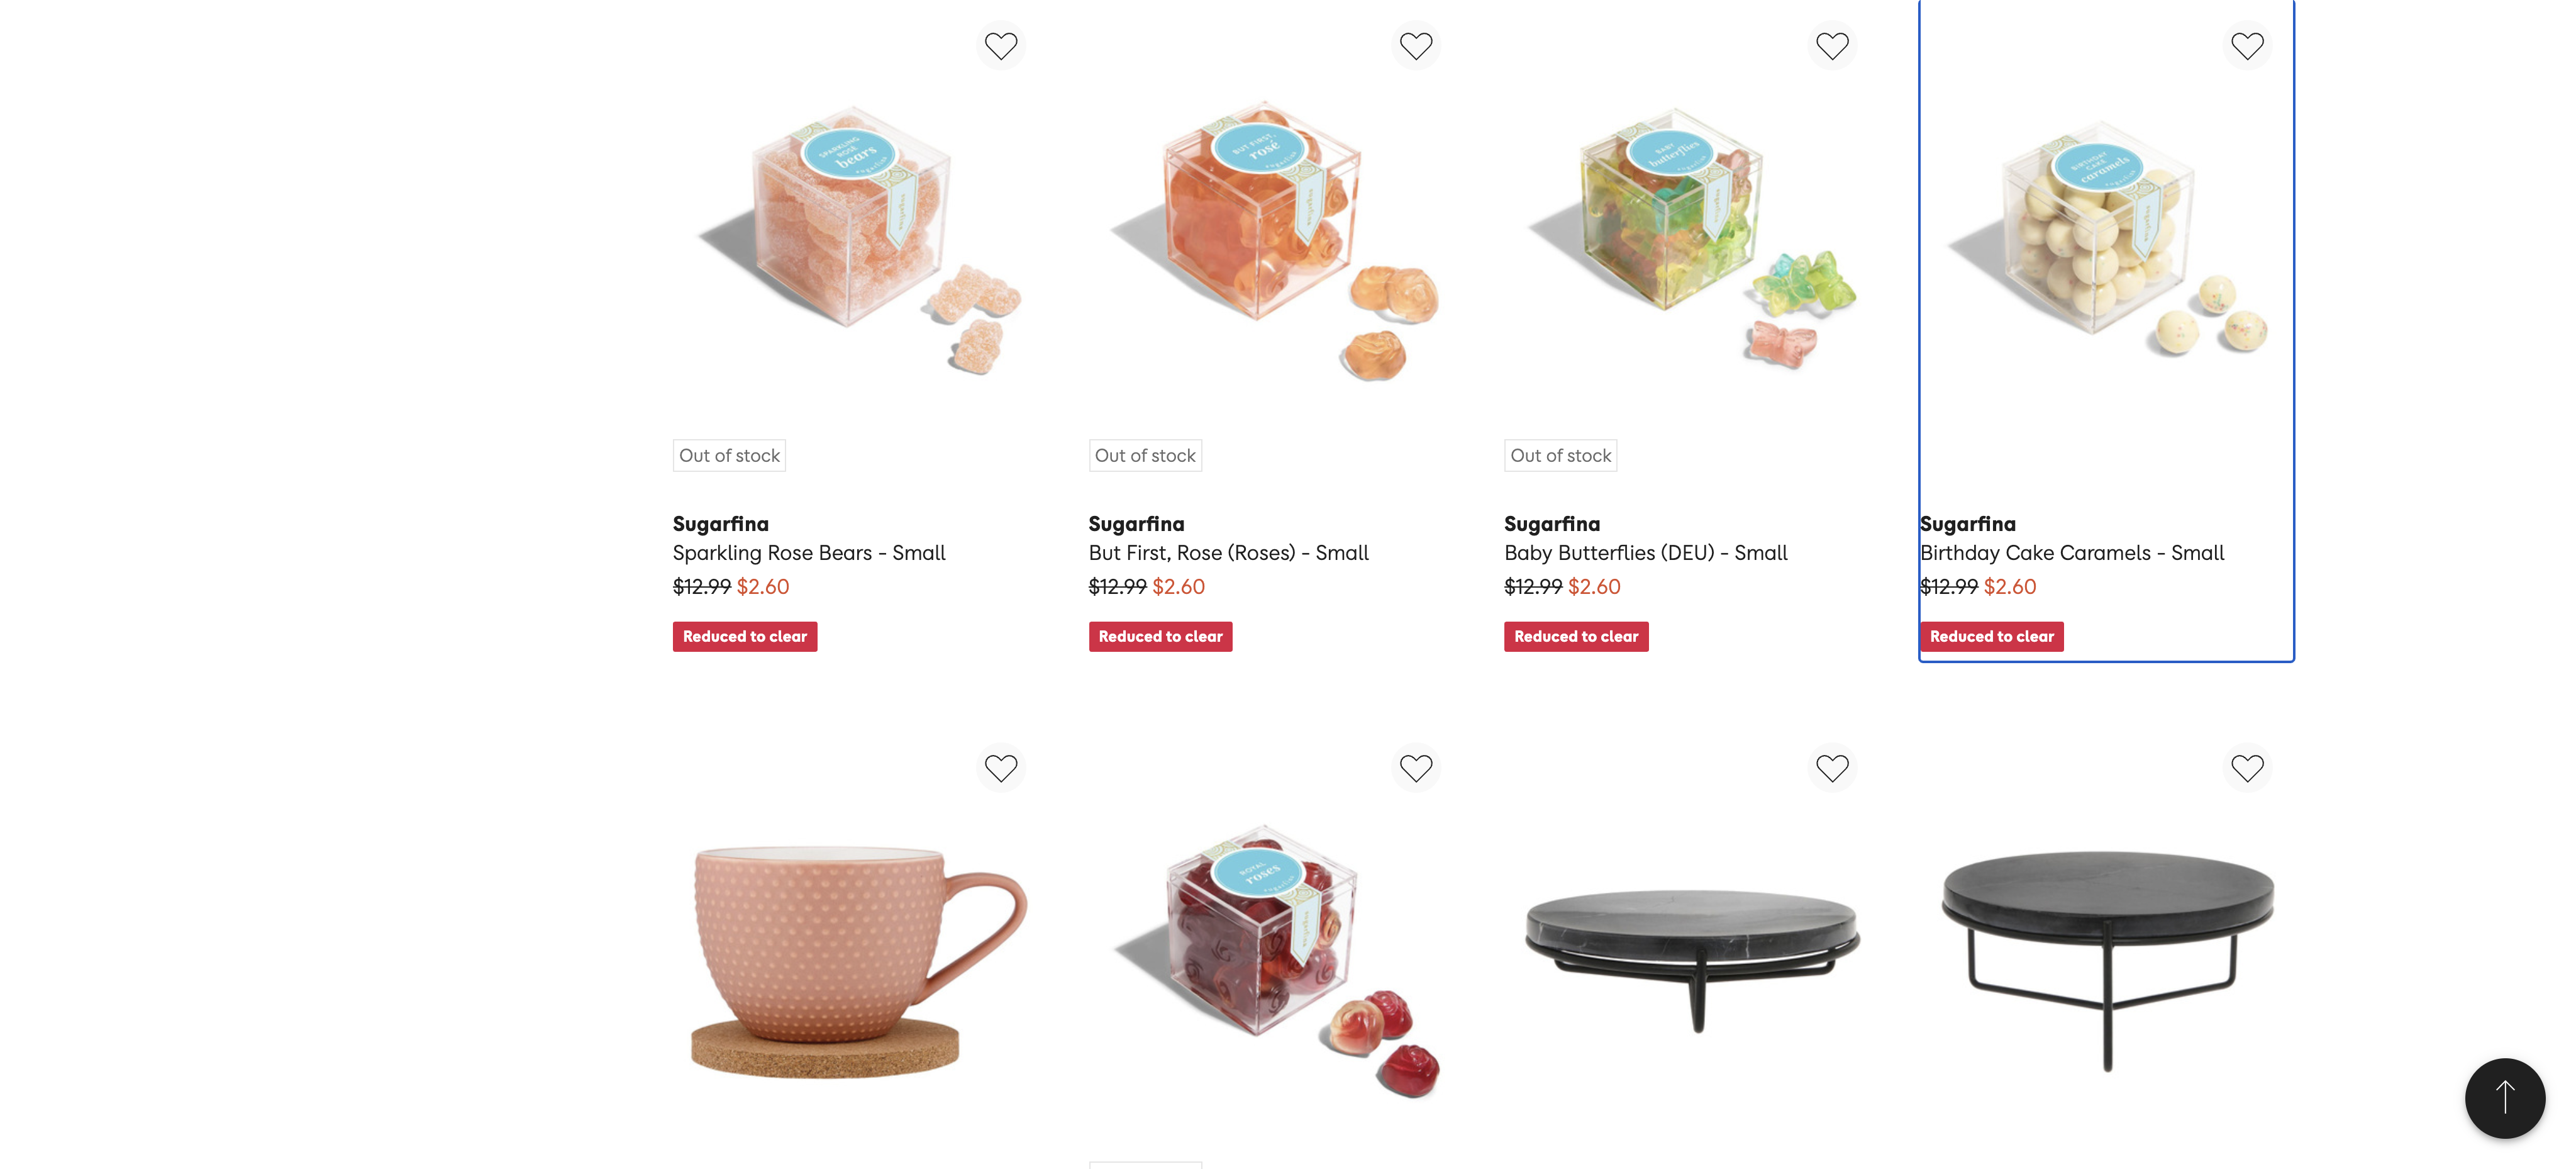 SPARKLING
ROSÉ
bears
sugarfina
BUT FIRST,
rosé
sugarfina
BABY
butterflies
sugarfina
BIRTHDAY
CAKE
caramels
sugarfina
Out of stock
Out of stock
Out of stock
Sugarfina
Sparkling Rose Bears - Small
$12.99 $2.60
Reduced to clear
Sugarfina
But First, Rose (Roses) - Small
$12.99 $2.60
Reduced to clear
Sugarfina
Baby Butterflies (DEU) - Small
$12.99 $2.60
Reduced to clear
Sugarfina
Birthday Cake Caramels - Small
$12.99 $2.60
Reduced to clear
ROYAL
roses
sugarfina